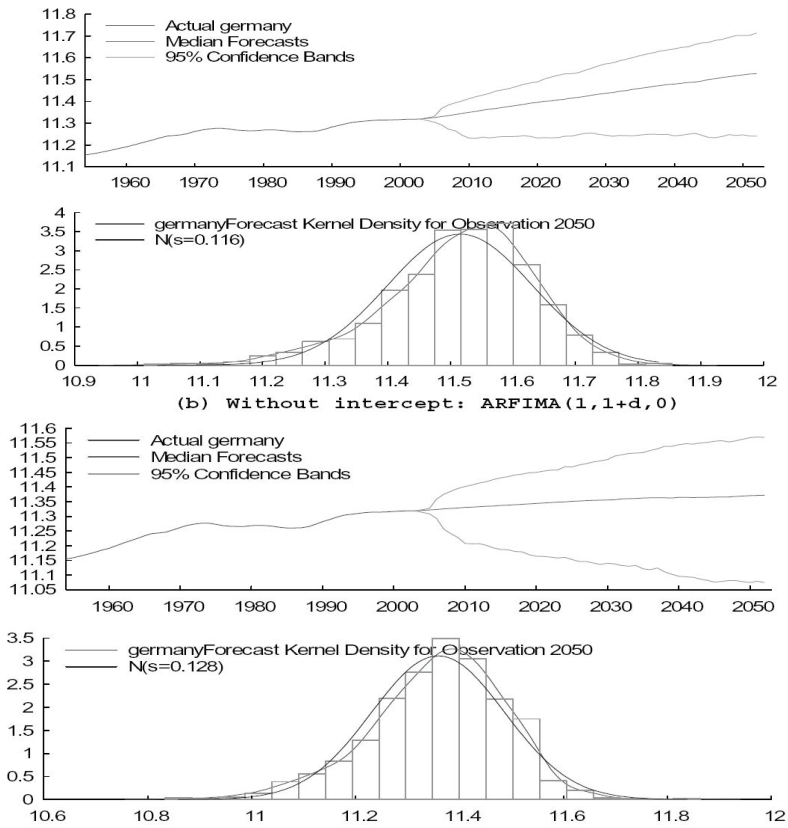 11.8
11.7
11.6
11.5
11.4
11.3
11.2
11.1
Actual germany
Median Forecasts
95% Confidence Bands
1960 1970 1980 1990 2000 2010 2020 2030 2040 2050
4
3.5
3
2.5
2
1.5
1
0.5
0
germanyForecast Kernel Density for Observation 2050
N(s=0.116)
10.9 11 11.1 11.2 11.3 11.4 11.5 11.6 11.7 11.8 11.9 12
(b) Without intercept: ARFIMA(1,1+d,0)
11.6
11.55
11.5
11.45
11.4
11.35
11.3
11.25
11.2
11.15
11.1
11.05
Actual germany
Median Forecasts
95% Confidence Bands
1960 1970 1980 1990 2000 2010 2020 2030 2040 2050
3.5
3
2.5
2
1.5
1
0.5
0
germanyForecast Kernel Density for Observation 2050
N(s=0.128)
10.6 10.8 11 11.2 11.4 11.6 11.8 12